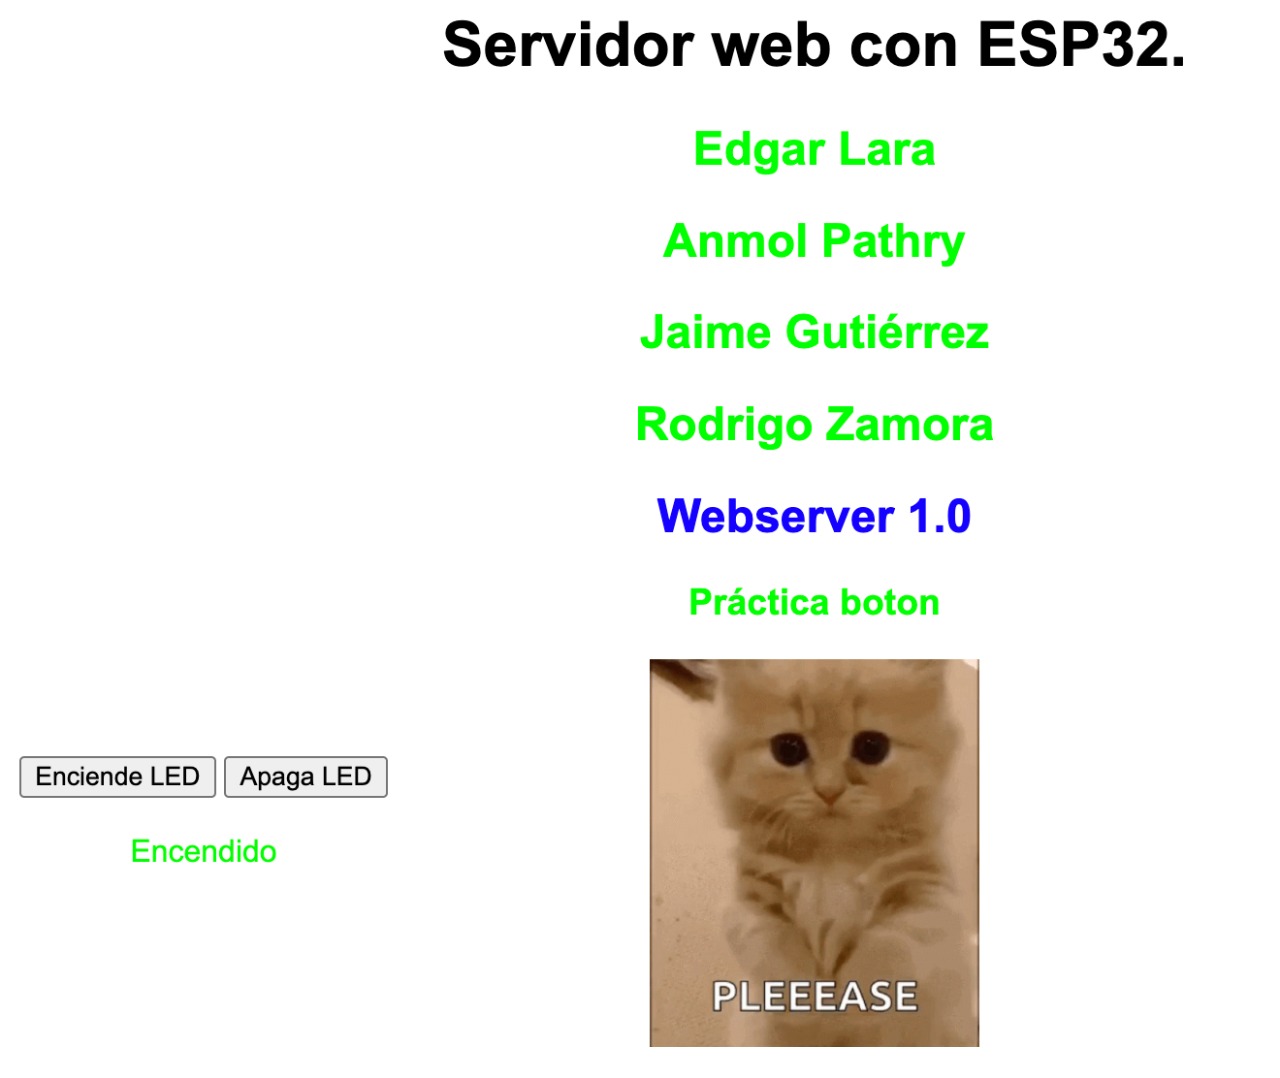 Servidor web con ESP32.
Edgar Lara
Anmol Pathry
Jaime Gutiérrez
Rodrigo Zamora
Webserver 1.0
Práctica boton
Enciende LED Apaga LED
Encendido
PLEEEASE